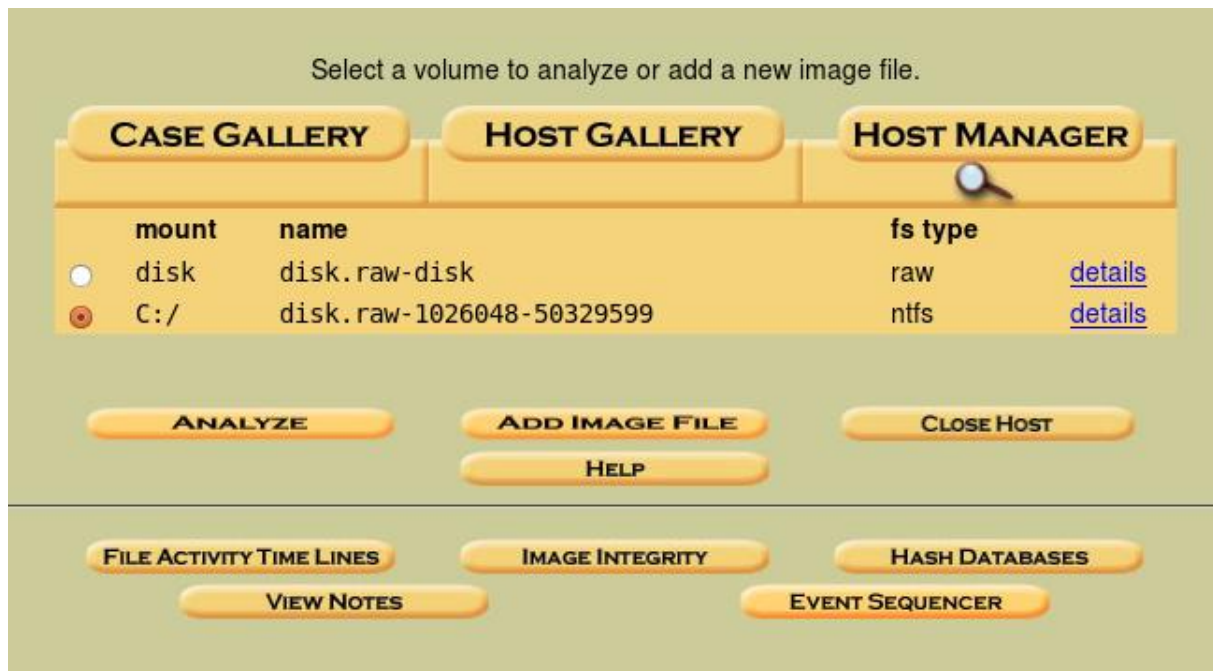 Select a volume to analyze or add a new image file.
CASE GALLERY HOST GALLERY HOST MANAGER
mount name fs type
disk disk.raw-disk raw details
C:/ disk.raw-1026048-50329599 ntfs details
ANALYZE ADD IMAGE FILE CLOSE HOST
HELP
FILE ACTIVITY TIME LINES IMAGE INTEGRITY HASH DATABASES
VIEW NOTES EVENT SEQUENCER